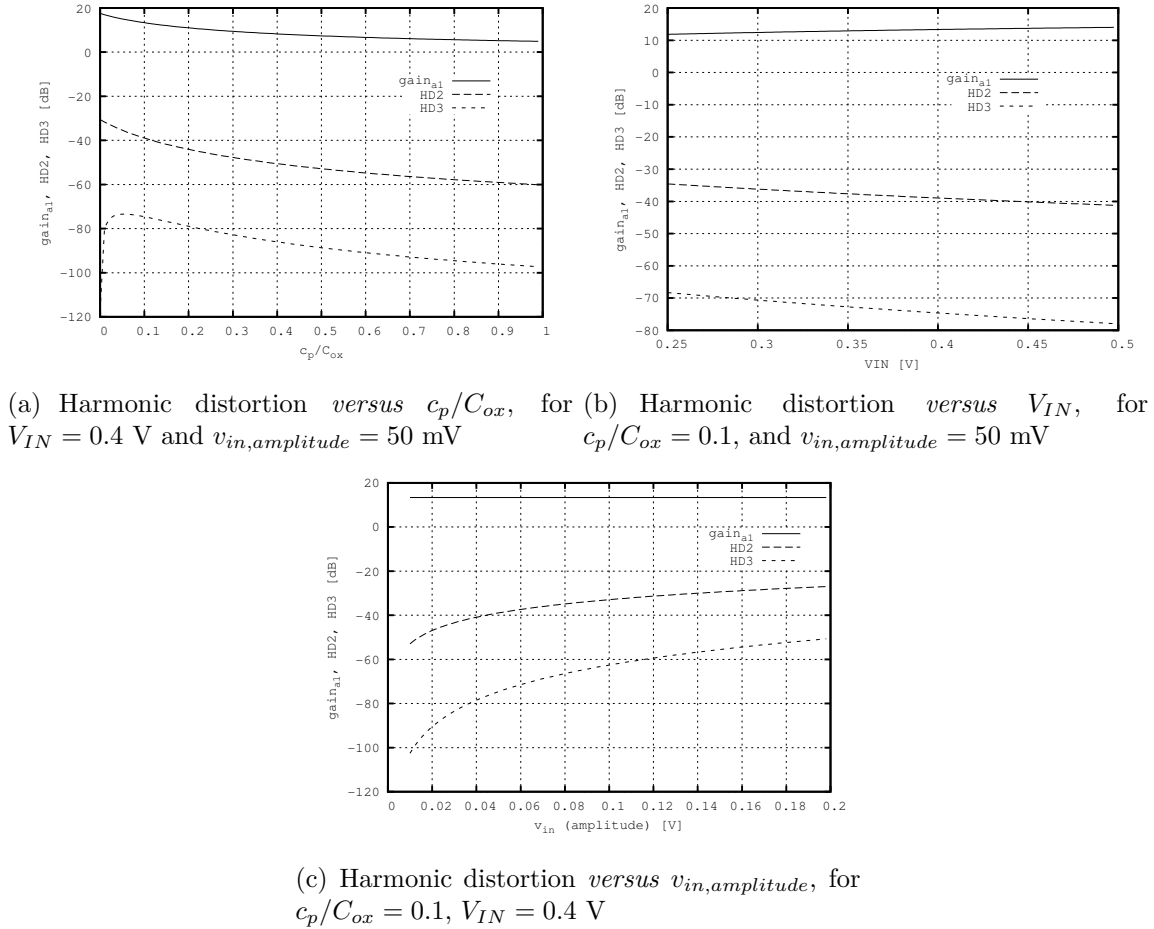 20
0
−20
−40
−60
−80
−100
−120
0 0.1 0.2 0.3 0.4 0.5 0.6 0.7 0.8 0.9 1
c_p/C_ox
gain_a1, HD2, HD3 [dB]
gain_a1
HD2
HD3
20
10
0
−10
−20
−30
−40
−50
−60
−70
−80
0.25 0.3 0.35 0.4 0.45 0.5
VIN [V]
gain_a1, HD2, HD3 [dB]
gain_a1
HD2
HD3
(a) Harmonic distortion versus c_p/C_ox, for
V_IN = 0.4 V and v_in,amplitude = 50 mV
(b) Harmonic distortion versus V_IN, for
c_p/C_ox = 0.1, and v_in,amplitude = 50 mV
20
0
−20
−40
−60
−80
−100
−120
0 0.02 0.04 0.06 0.08 0.1 0.12 0.14 0.16 0.18 0.2
v_in (amplitude) [V]
gain_a1, HD2, HD3 [dB]
gain_a1
HD2
HD3
(c) Harmonic distortion versus v_in,amplitude, for
c_p/C_ox = 0.1, V_IN = 0.4 V